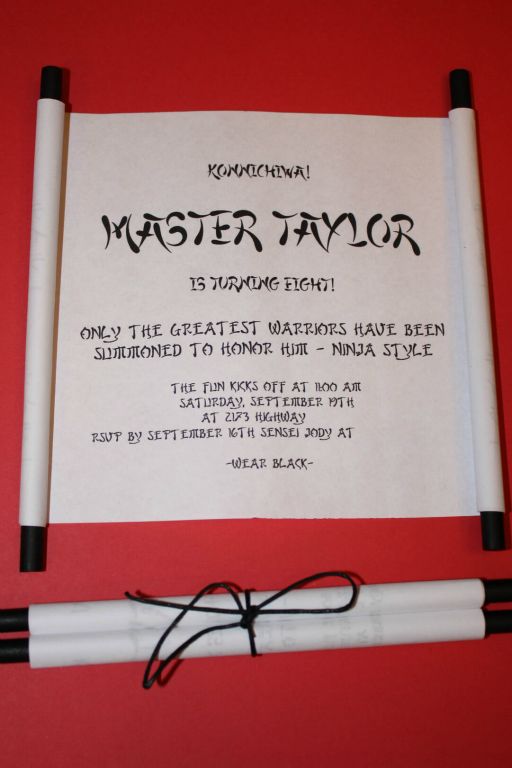 KONNICHIWA!
MASTER TAYLOR
IS TURNING EIGHT!
ONLY THE GREATEST WARRIORS HAVE BEEN
SUMMONED TO HONOR HIM - NINJA STYLE
THE FUN KICKS OFF AT 11:00 AM
SATURDAY, SEPTEMBER 19TH
AT 2173 HIGHWAY
RSVP BY SEPTEMBER 16TH SENSEI JODY AT
-WEAR BLACK-